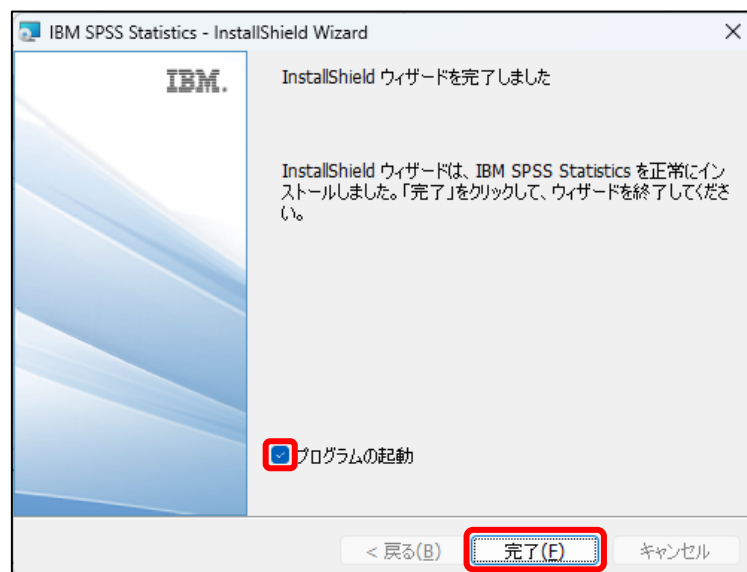 IBM SPSS Statistics - InstallShield Wizard
IBM.
InstallShield ウィザードを完了しました
InstallShield ウィザードは、IBM SPSS Statistics を正常にイン
ストールしました。「完了」をクリックして、ウィザードを終了してくださ
い。
プログラムの起動
< 戻る(B)
完了(F)
キャンセル